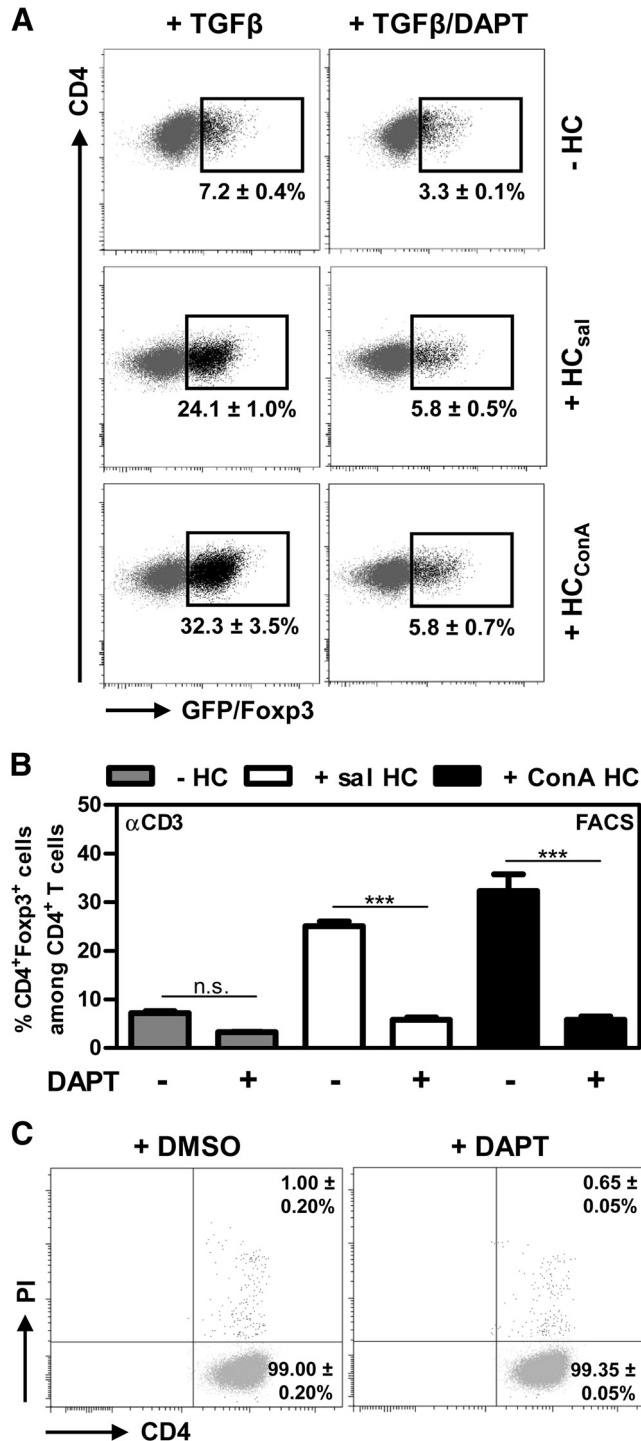 A
+ TGFβ
+ TGFβ/DAPT
CD4
7.2 ± 0.4%
3.3 ± 0.1%
- HC
24.1 ± 1.0%
5.8 ± 0.5%
+ HCsal
32.3 ± 3.5%
5.8 ± 0.7%
+ HCConA
GFP/Foxp3
B
- HC
+ sal HC
+ ConA HC
% CD4+Foxp3+ cells
among CD4+ T cells
50
40
30
20
10
0
αCD3
FACS
n.s.
***
***
DAPT - + - + - +
C
+ DMSO
+ DAPT
PI
1.00 ±
0.20%
0.65 ±
0.05%
99.00 ±
0.20%
99.35 ±
0.05%
CD4